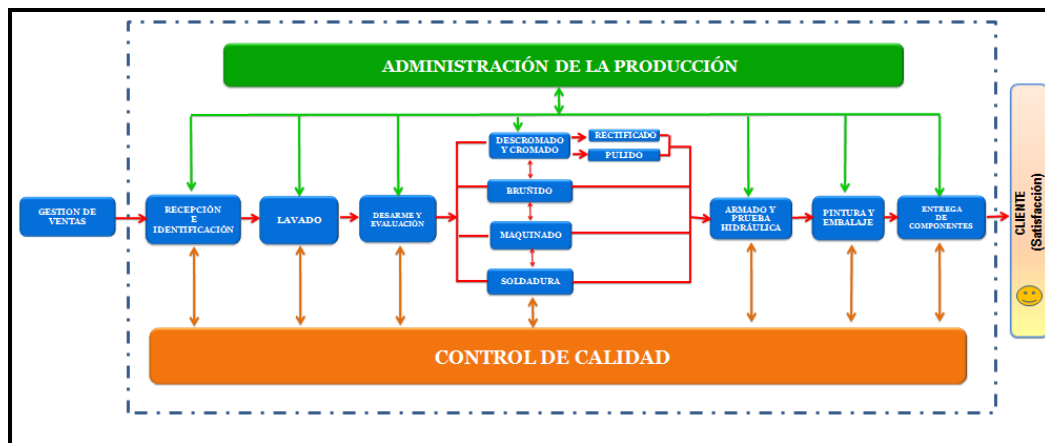 ADMINISTRACIÓN DE LA PRODUCCIÓN
GESTION DE
VENTAS
RECEPCIÓN
E
IDENTIFICACIÓN
LAVADO
DESARME Y
EVALUACIÓN
DESCROMADO
Y CROMADO
RECTIFICADO
PULIDO
BRUÑIDO
MAQUINADO
SOLDADURA
ARMADO Y
PRUEBA
HIDRÁULICA
PINTURA Y
EMBALAJE
ENTREGA
DE
COMPONENTES
CLIENTE
(Satisfacción)
CONTROL DE CALIDAD